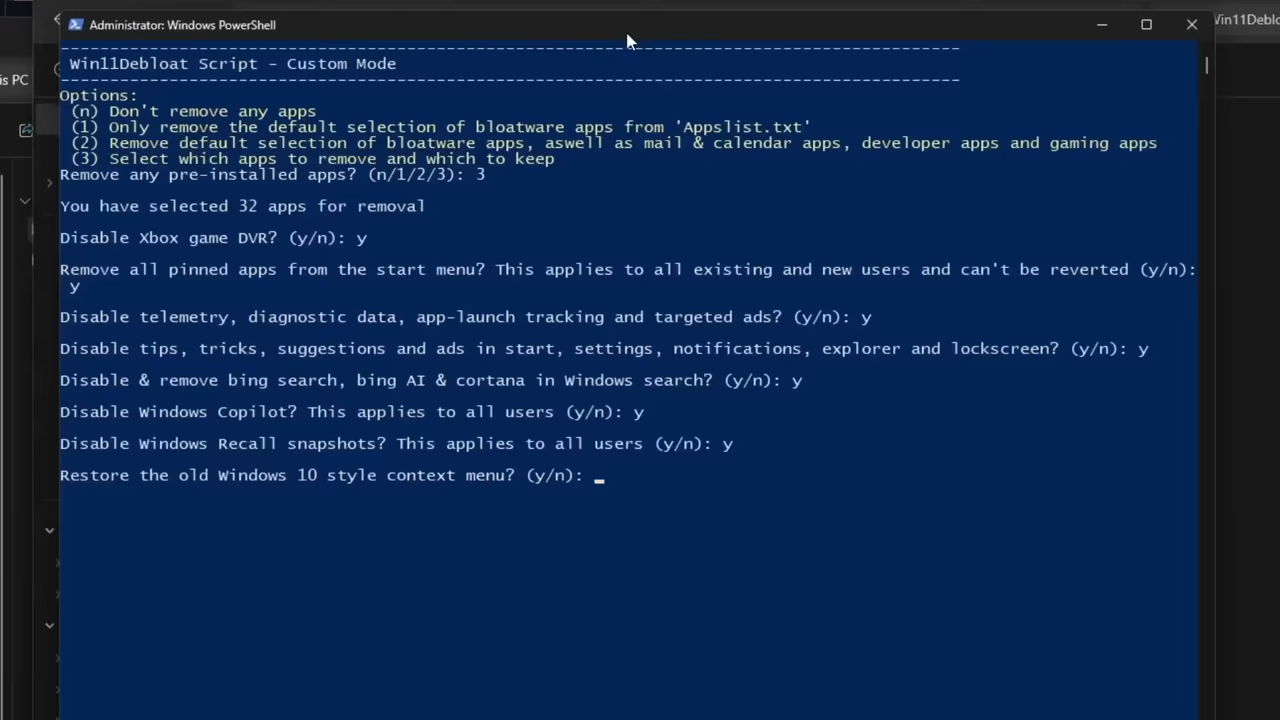 Administrator: Windows PowerShell
Win11Debloat Script - Custom Mode
Options:
(n) Don't remove any apps
(1) Only remove the default selection of bloatware apps from 'Appslist.txt'
(2) Remove default selection of bloatware apps, aswell as mail & calendar apps, developer apps and gaming apps
(3) Select which apps to remove and which to keep
Remove any pre-installed apps? (n/1/2/3): 3
You have selected 32 apps for removal
Disable Xbox game DVR? (y/n): y
Remove all pinned apps from the start menu? This applies to all existing and new users and can't be reverted (y/n):
y
Disable telemetry, diagnostic data, app-launch tracking and targeted ads? (y/n): y
Disable tips, tricks, suggestions and ads in start, settings, notifications, explorer and lockscreen? (y/n): y
Disable & remove bing search, bing AI & cortana in Windows search? (y/n): y
Disable Windows Copilot? This applies to all users (y/n): y
Disable Windows Recall snapshots? This applies to all users (y/n): y
Restore the old Windows 10 style context menu? (y/n):
is PC